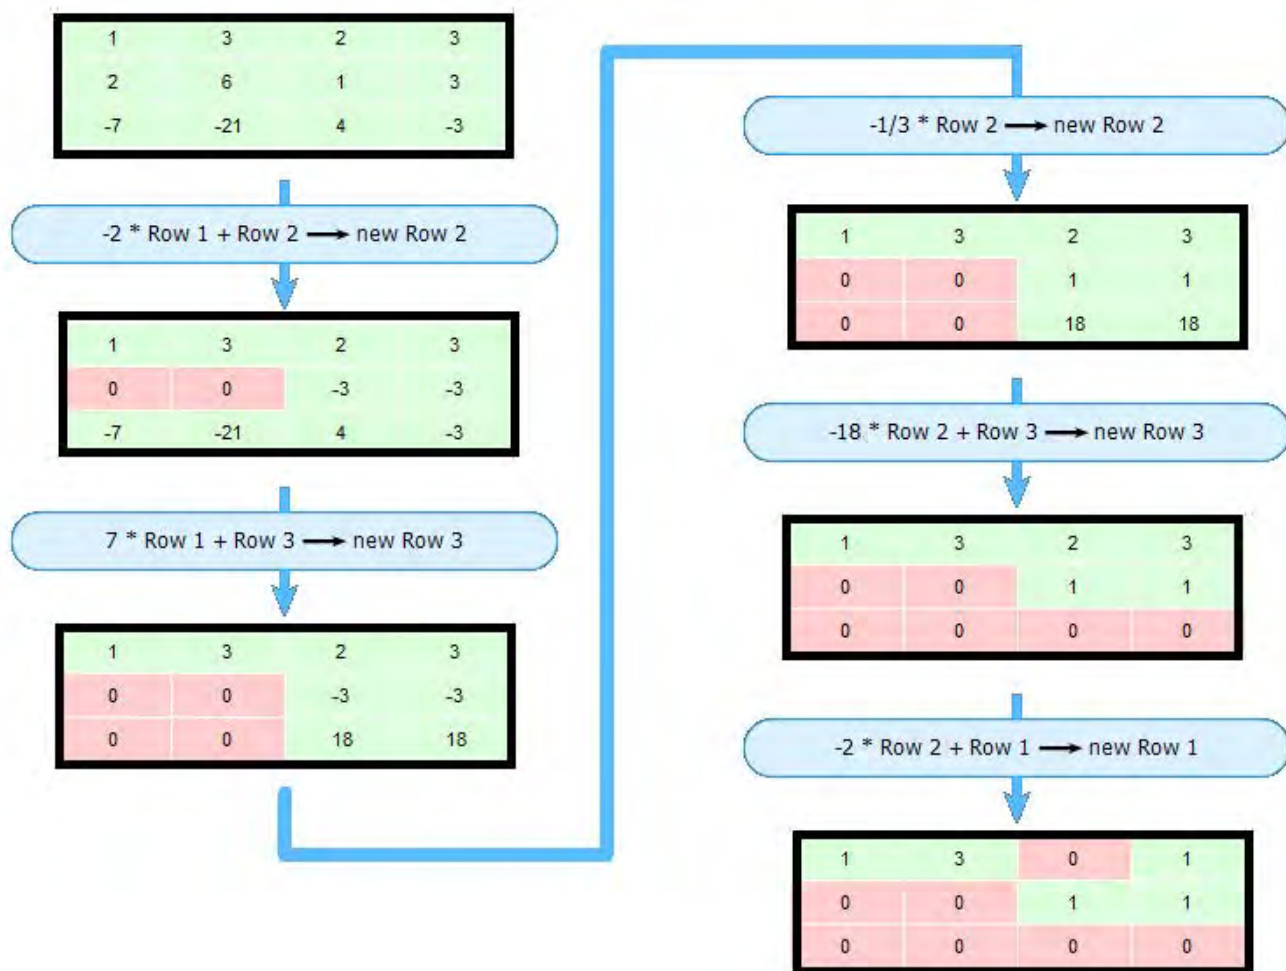 1 3 2 3
2 6 1 3
-7 -21 4 -3
-2 * Row 1 + Row 2 → new Row 2
1 3 2 3
0 0 -3 -3
-7 -21 4 -3
7 * Row 1 + Row 3 → new Row 3
1 3 2 3
0 0 -3 -3
0 0 18 18
-1/3 * Row 2 → new Row 2
1 3 2 3
0 0 1 1
0 0 18 18
-18 * Row 2 + Row 3 → new Row 3
1 3 2 3
0 0 1 1
0 0 0 0
-2 * Row 2 + Row 1 → new Row 1
1 3 0 1
0 0 1 1
0 0 0 0